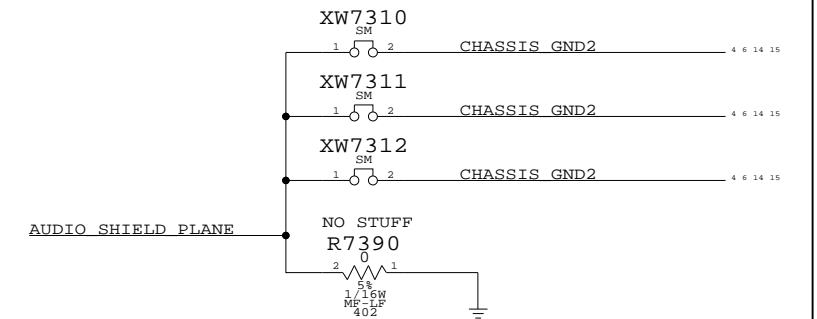 XW7310
SM
1 2 CHASSIS GND2 4 6 14 15
XW7311
SM
1 2 CHASSIS GND2 4 6 14 15
XW7312
SM
1 2 CHASSIS GND2 4 6 14 15
AUDIO SHIELD PLANE
NO STUFF
R7390
0
2 1
5%
1/16W
MF-LF
402